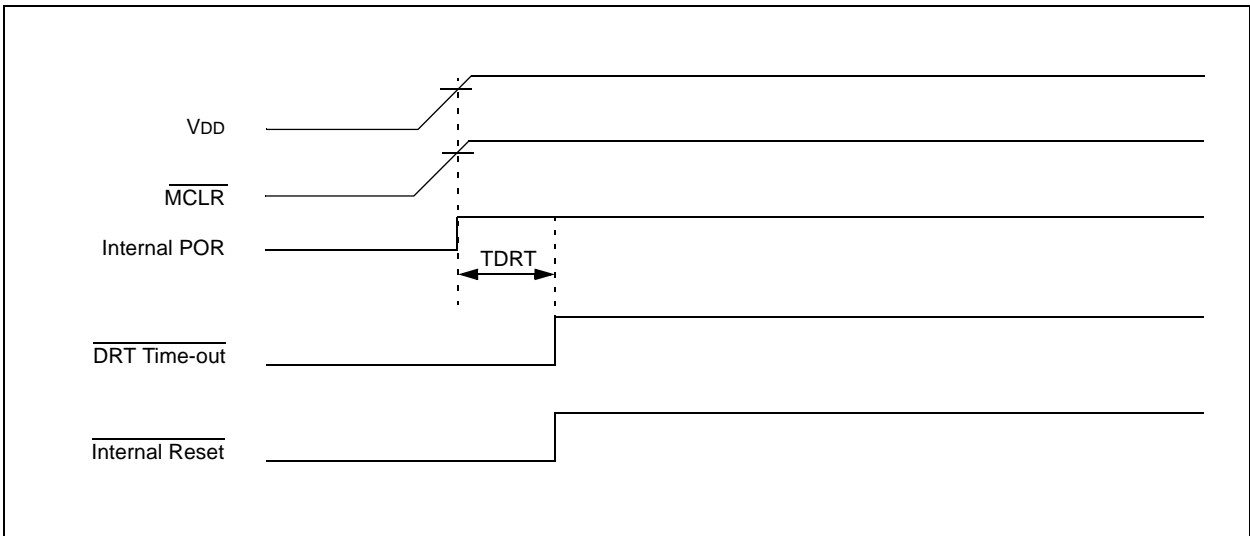 VDD
MCLR
Internal POR
TDRT
DRT Time-out
Internal Reset